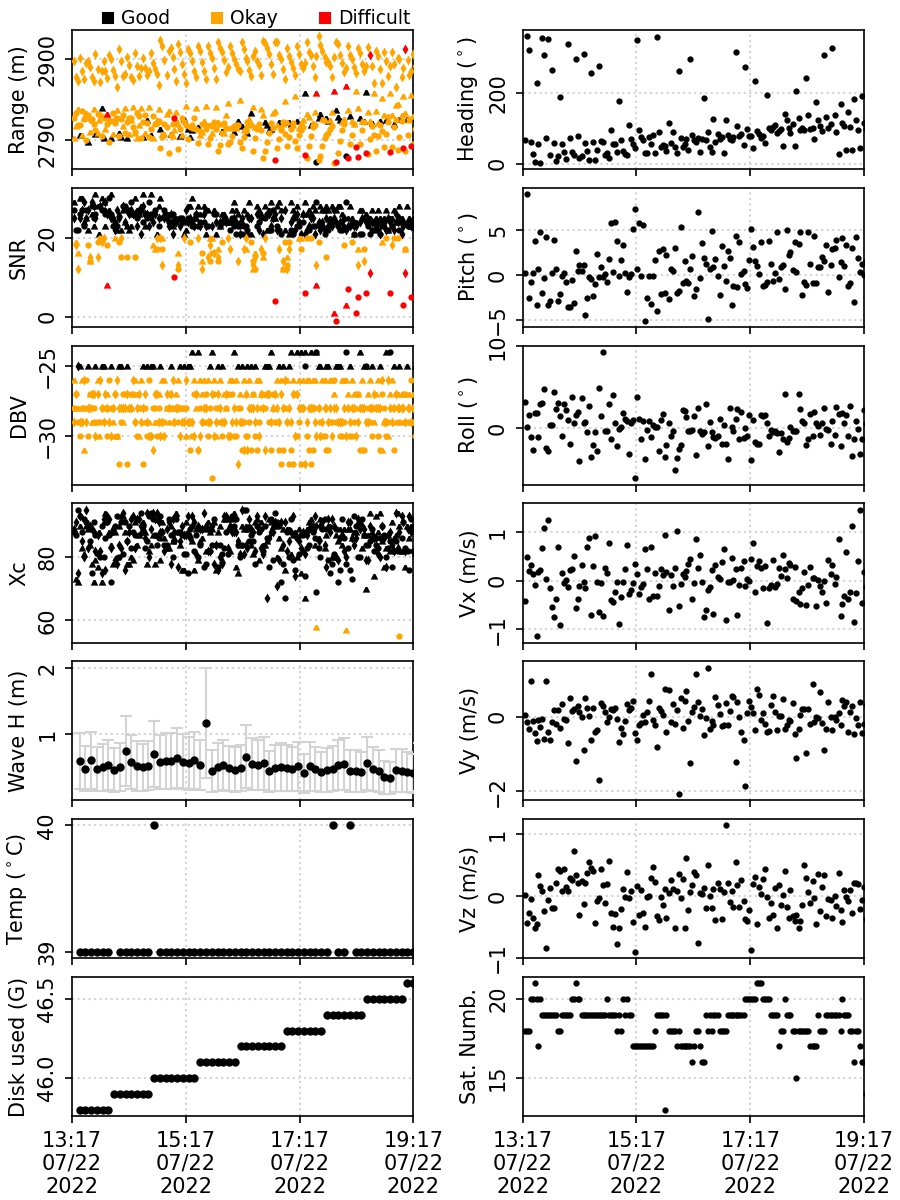 Good Okay Difficult
Range (m)
2900
2790
SNR
20
0
DBV
−25
−30
Xc
80
60
Wave H (m)
2
1
Temp (°C)
40
39
Disk used (G)
46.5
46.0
13:17 15:17 17:17 19:17
07/22 07/22 07/22 07/22
2022 2022 2022 2022
Heading (°)
200
0
Pitch (°)
5
0
−5
Roll (°)
10
0
Vx (m/s)
1
0
−1
Vy (m/s)
0
−2
Vz (m/s)
1
0
−1
Sat. Numb.
20
15
13:17 15:17 17:17 19:17
07/22 07/22 07/22 07/22
2022 2022 2022 2022